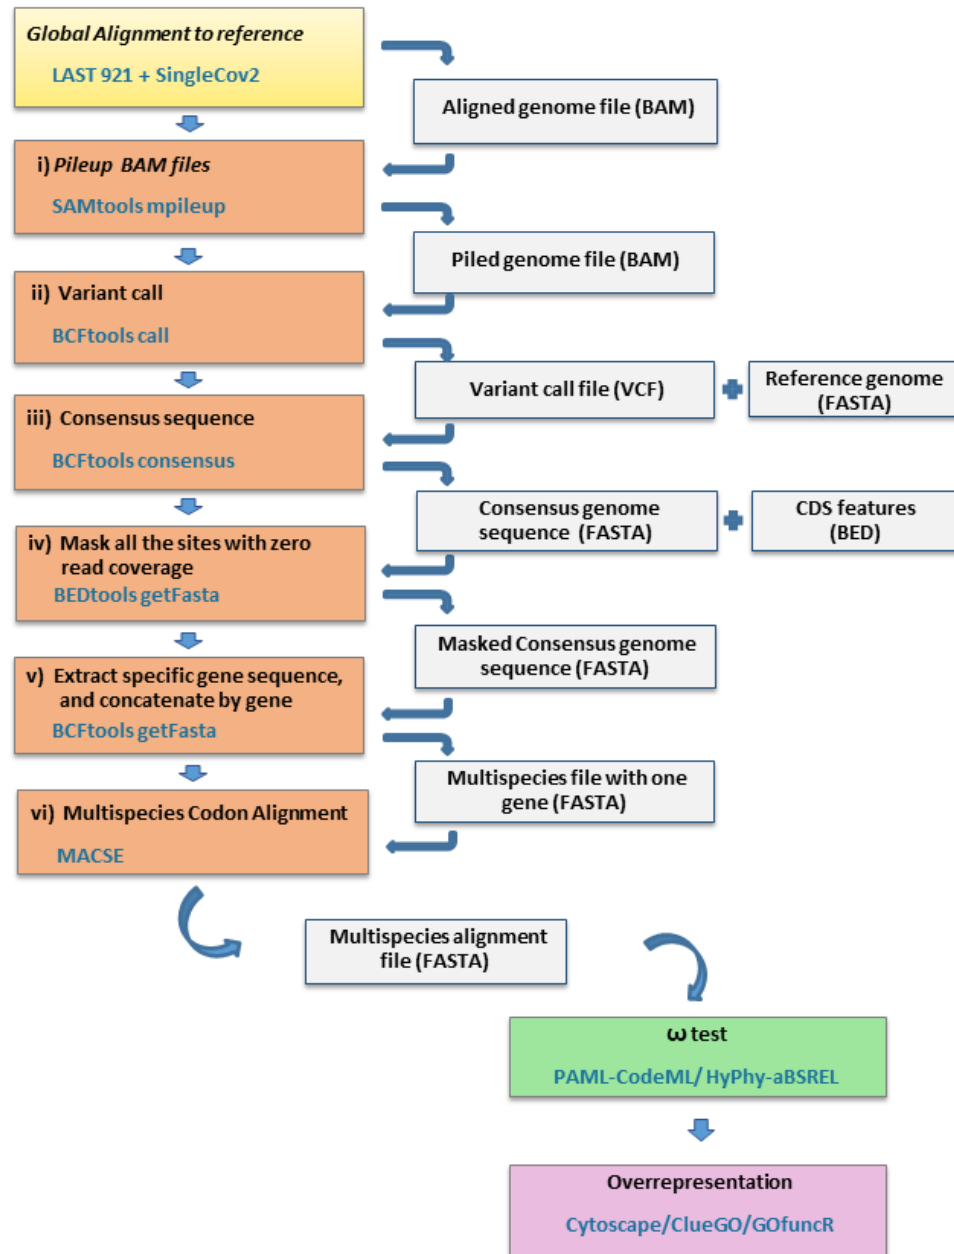 Global Alignment to reference
LAST 921 + SingleCov2
Aligned genome file (BAM)
i) Pileup BAM files
SAMtools mpileup
Piled genome file (BAM)
ii) Variant call
BCFtools call
Variant call file (VCF)
Reference genome
(FASTA)
iii) Consensus sequence
BCFtools consensus
Consensus genome
sequence (FASTA)
CDS features
(BED)
iv) Mask all the sites with zero
read coverage
BEDtools getFasta
Masked Consensus genome
sequence (FASTA)
v) Extract specific gene sequence,
and concatenate by gene
BCFtools getFasta
Multispecies file with one
gene (FASTA)
vi) Multispecies Codon Alignment
MACSE
Multispecies alignment
file (FASTA)
ω test
PAML-CodeML/ HyPhy-aBSREL
Overrepresentation
Cytoscape/ClueGO/GOfuncR